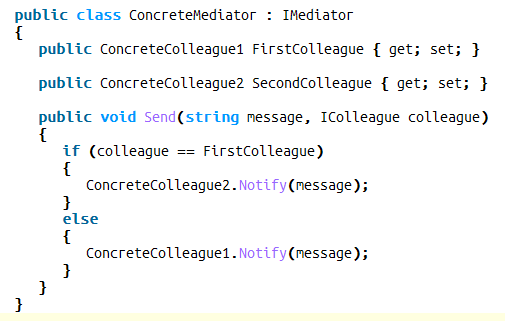 public class ConcreteMediator : IMediator
{
    public ConcreteColleague1 FirstColleague { get; set; }
    public ConcreteColleague2 SecondColleague { get; set; }
    public void Send(string message, IColleague colleague)
    {
        if (colleague == FirstColleague)
        {
            ConcreteColleague2.Notify(message);
        }
        else
        {
            ConcreteColleague1.Notify(message);
        }
    }
}